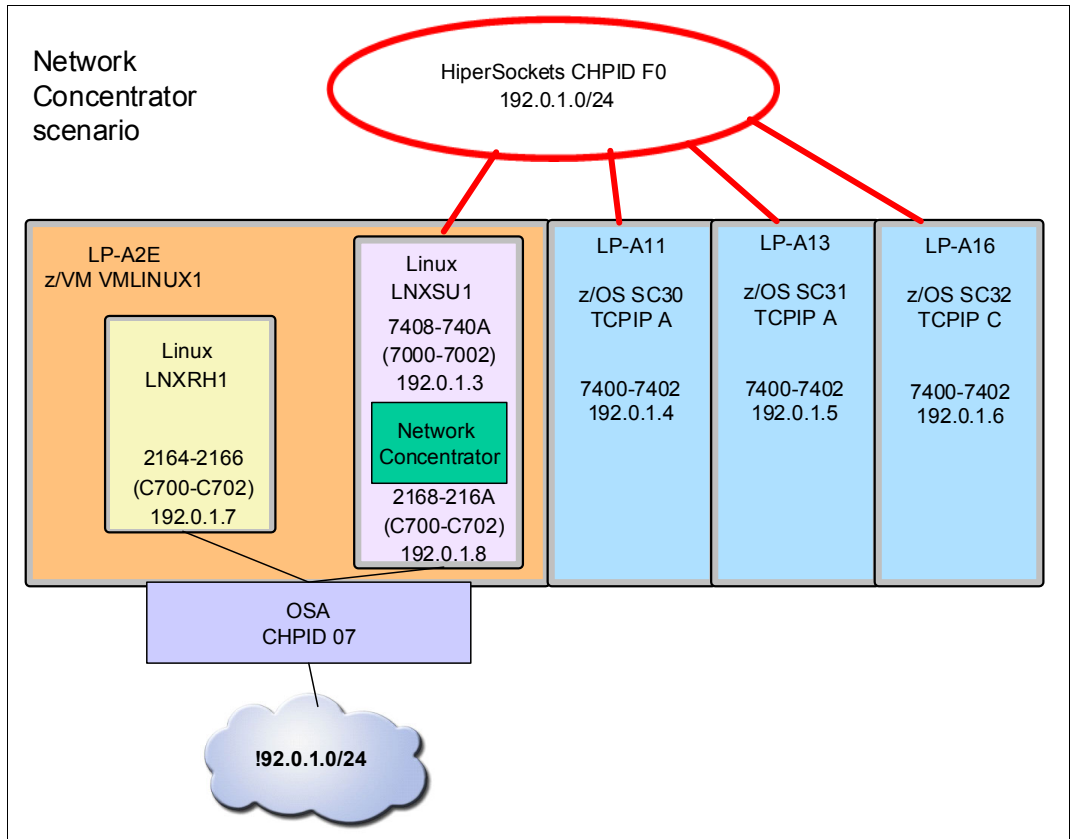 Network
Concentrator
scenario
HiperSockets CHPID F0
192.0.1.0/24
LP-A2E
z/VM VMLINUX1
Linux
LNXRH1
2164-2166
(C700-C702)
192.0.1.7
Linux
LNXSU1
7408-740A
(7000-7002)
192.0.1.3
Network
Concentrator
2168-216A
(C700-C702)
192.0.1.8
LP-A11
z/OS SC30
TCPIP A
7400-7402
192.0.1.4
LP-A13
z/OS SC31
TCPIP A
7400-7402
192.0.1.5
LP-A16
z/OS SC32
TCPIP C
7400-7402
192.0.1.6
OSA
CHPID 07
!92.0.1.0/24